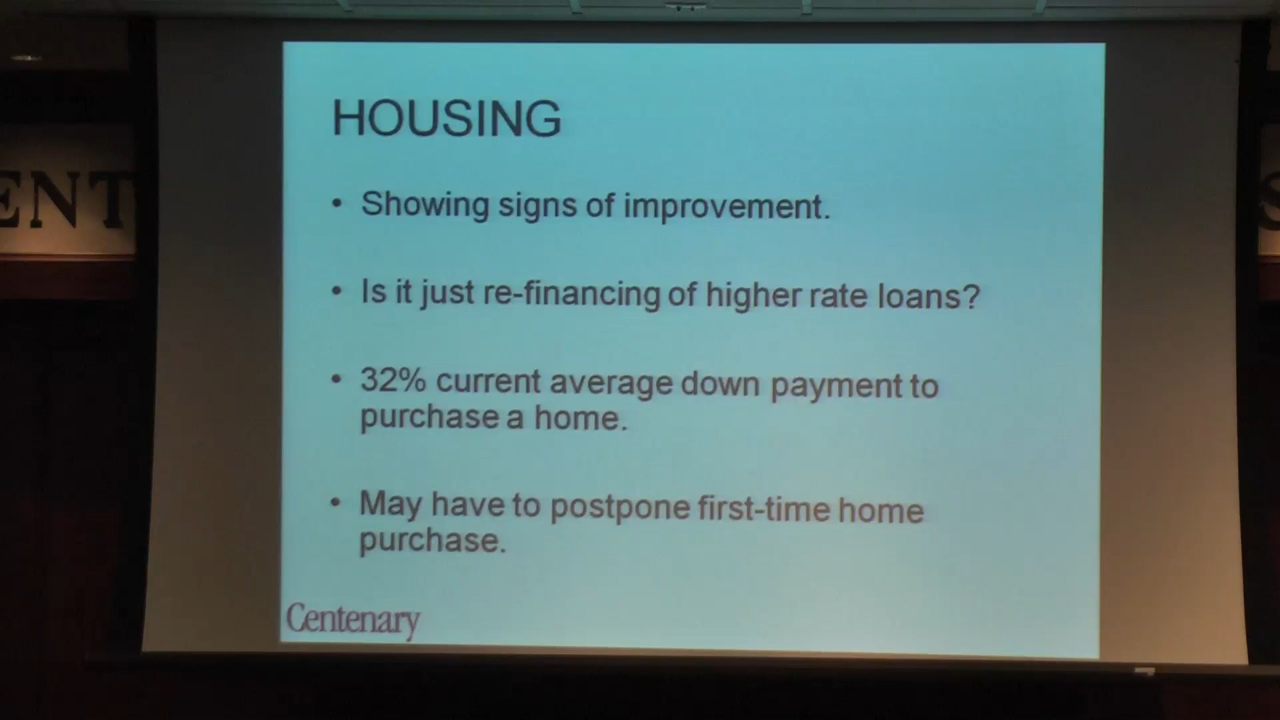 HOUSING
• Showing signs of improvement.
• Is it just re-financing of higher rate loans?
• 32% current average down payment to
purchase a home.
• May have to postpone first-time home
purchase.
Centenary
ENT